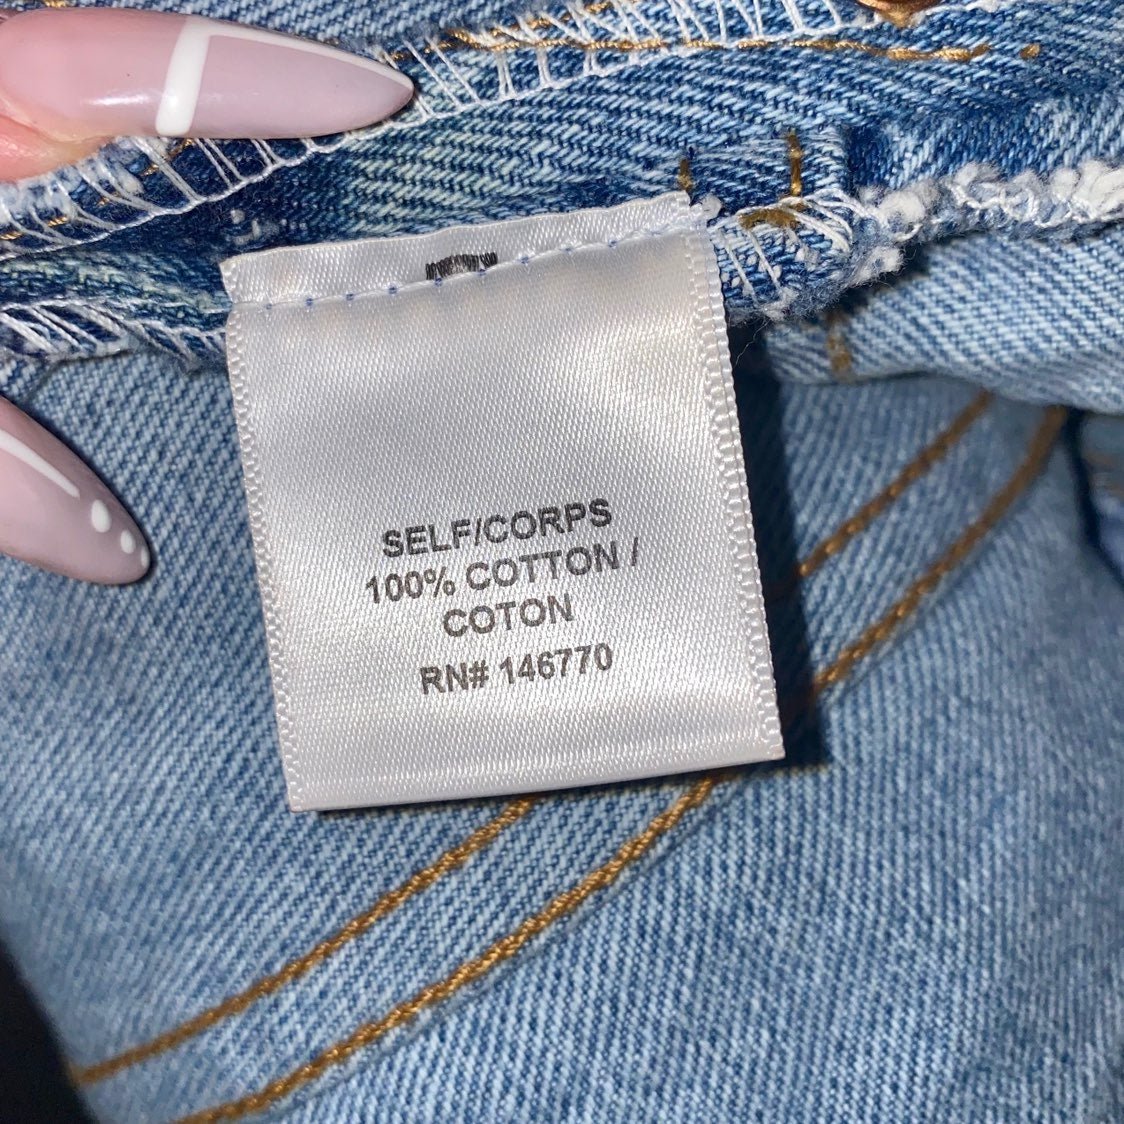 SELF/CORPS
100% COTTON /
COTON
RN# 146770